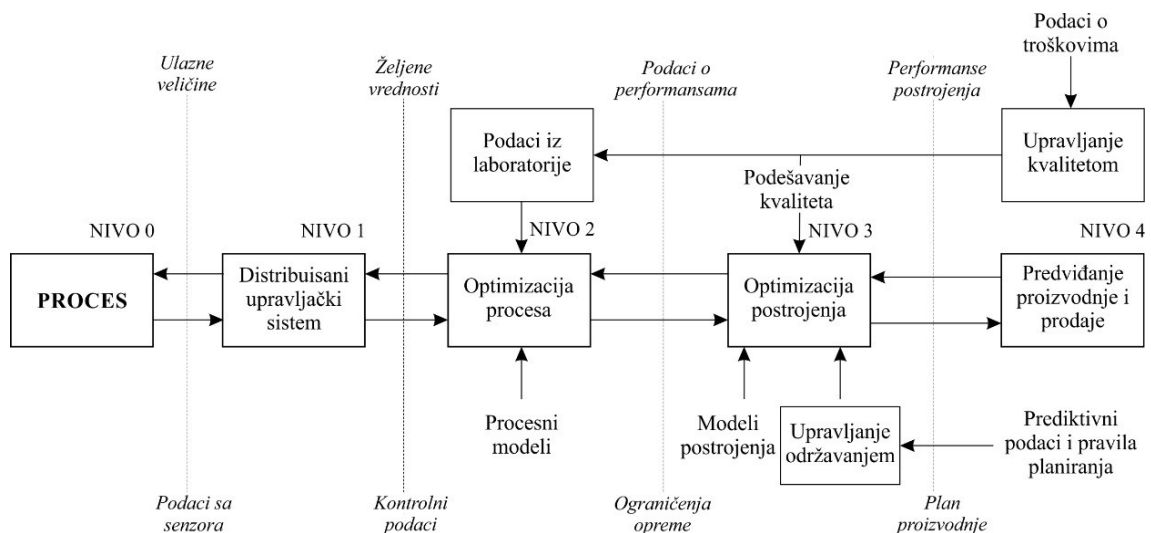 Podaci o
troškovima
Ulazne
veličine
Željene
vrednosti
Podaci o
performansama
Performanse
postrojenja
Podaci iz
laboratorije
Upravljanje
kvalitetom
Podešavanje
kvaliteta
NIVO 0
NIVO 1
NIVO 2
NIVO 3
NIVO 4
PROCES
Distribuisani
upravljački
sistem
Optimizacija
procesa
Optimizacija
postrojenja
Predviđanje
proizvodnje i
prodaje
Procesni
modeli
Modeli
postrojenja
Upravljanje
održavanjem
Prediktivni
podaci i pravila
planiranja
Podaci sa
senzora
Kontrolni
podaci
Ograničenja
opreme
Plan
proizvodnje